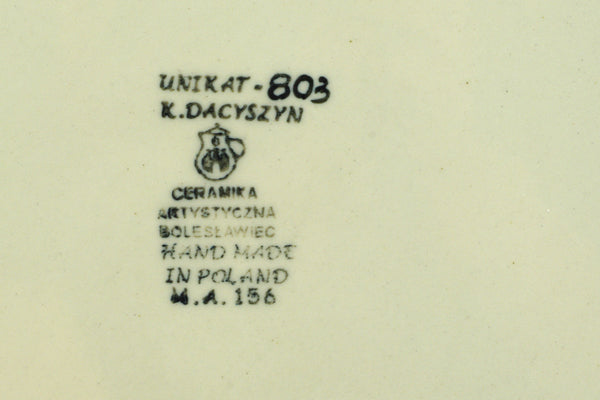 UNIKAT - 803
K. DACYSZYN
CERAMIKA
ARTYSTYCZNA
BOLESŁAWIEC
HAND MADE
IN POLAND
M.A. 156